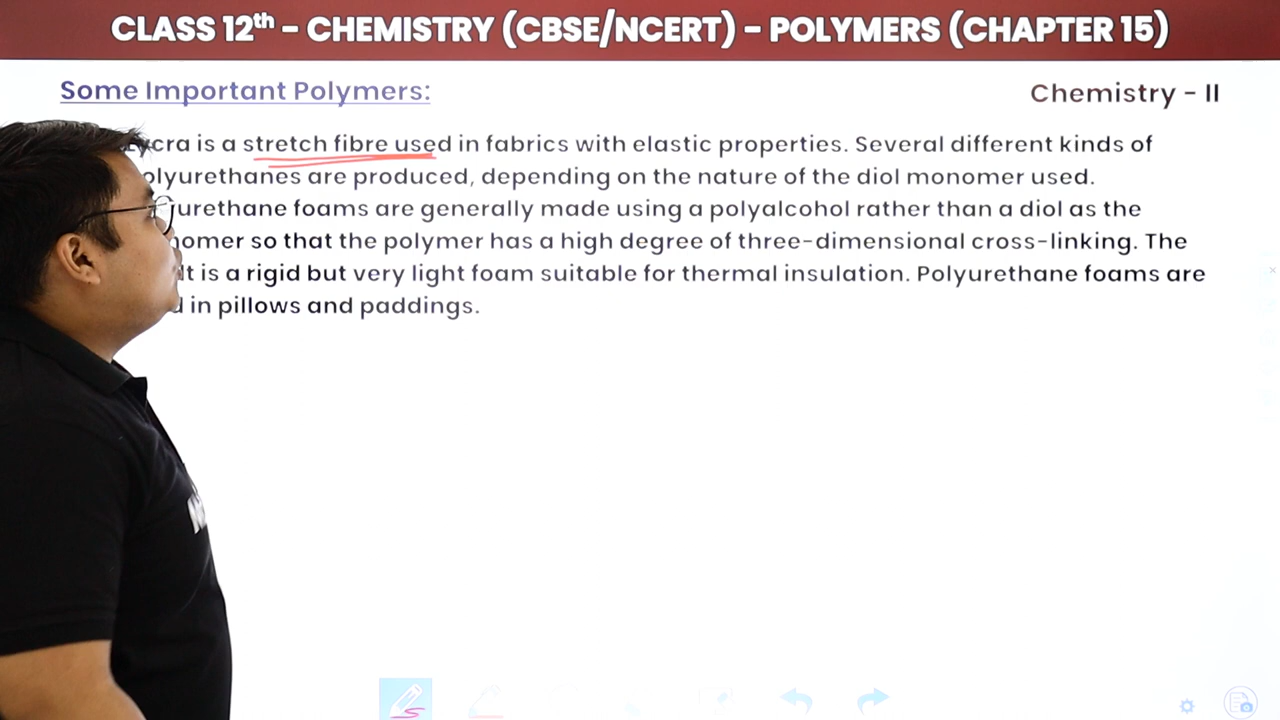 CLASS 12th - CHEMISTRY (CBSE/NCERT) - POLYMERS (CHAPTER 15)
Some Important Polymers:
Chemistry - II
Lycra is a stretch fibre used in fabrics with elastic properties. Several different kinds of
olyurethanes are produced, depending on the nature of the diol monomer used.
urethane foams are generally made using a polyalcohol rather than a diol as the
nomer so that the polymer has a high degree of three-dimensional cross-linking. The
lt is a rigid but very light foam suitable for thermal insulation. Polyurethane foams are
d in pillows and paddings.